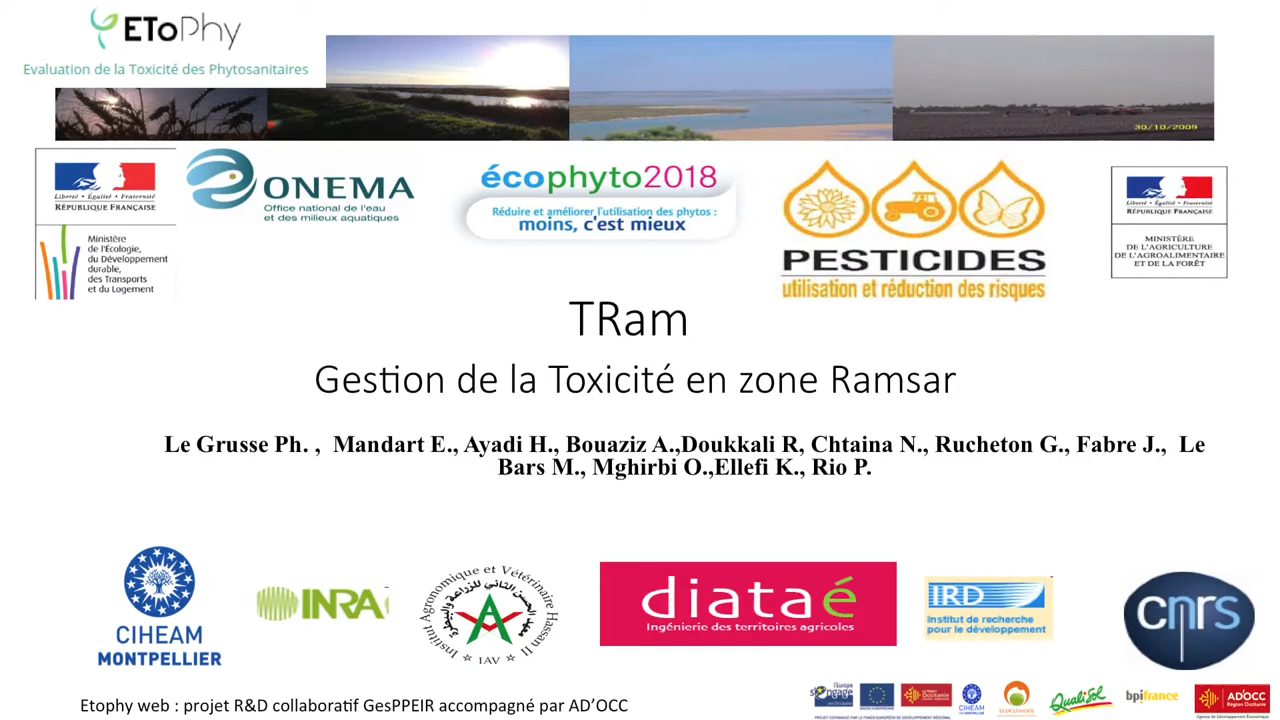 EToPhy
Evaluation de la Toxicité des Phytosanitaires
30/10/2009
Liberté • Égalité • Fraternité
RÉPUBLIQUE FRANÇAISE
Ministère
de l'Écologie,
du Développement
durable,
des Transports
et du Logement
ONEMA
Office national de l'eau
et des milieux aquatiques
écophyto2018
Réduire et améliorer l'utilisation des phytos :
moins, c'est mieux
PESTICIDES
utilisation et réduction des risques
Liberté • Égalité • Fraternité
RÉPUBLIQUE FRANÇAISE
MINISTÈRE
DE L'AGRICULTURE
DE L'AGROALIMENTAIRE
ET DE LA FORÊT
TRam
Gestion de la Toxicité en zone Ramsar
Le Grusse Ph. , Mandart E., Ayadi H., Bouaziz A.,Doukkali R, Chtaina N., Rucheton G., Fabre J., Le
Bars M., Mghirbi O.,Ellefi K., Rio P.
CIHEAM
MONTPELLIER
INRA
Institut Agronomique et Vétérinaire Hassan II
IAV
diataé
Ingénierie des territoires agricoles
IRD
Institut de recherche
pour le développement
cnrs
Etophy web : projet R&D collaboratif GesPPEIR accompagné par AD’OCC
l'Europe
s'engage
Occitanie
CIHEAM
QualiSol
bpifrance
AD'OCC